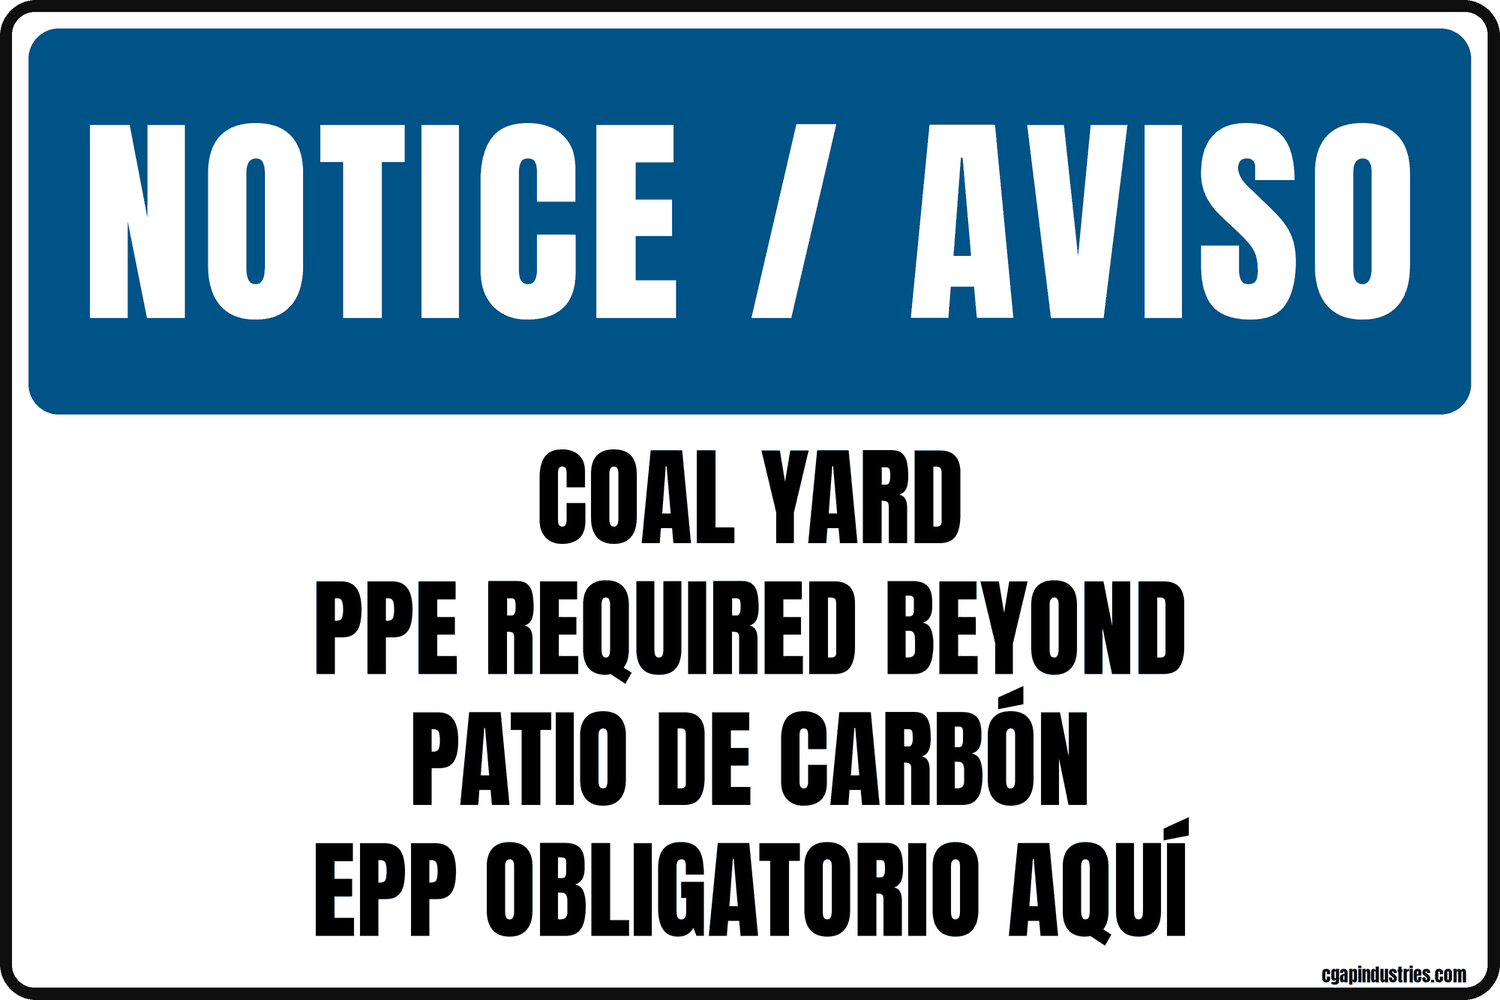 NOTICE / AVISO
COAL YARD
PPE REQUIRED BEYOND
PATIO DE CARBÓN
EPP OBLIGATORIO AQUÍ
cgapindustries.com